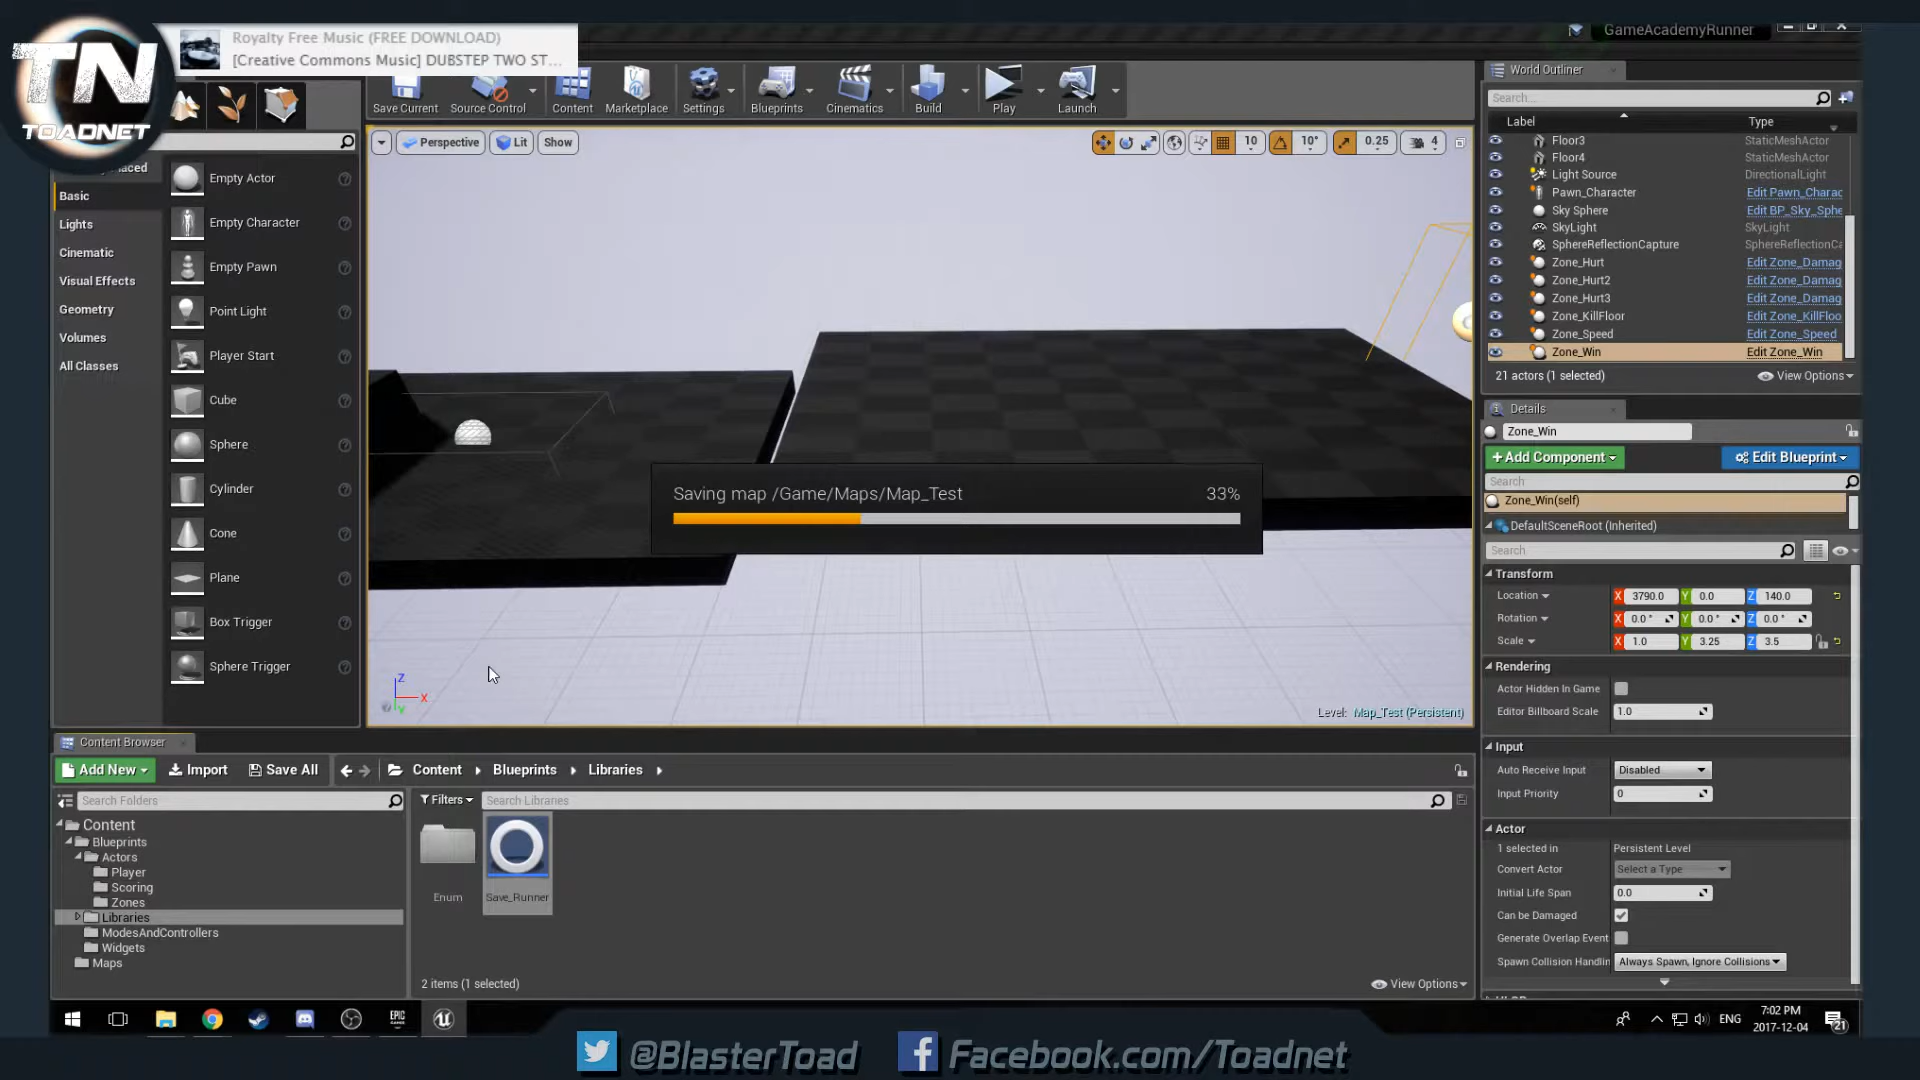 TN
TOADNET
Royalty Free Music (FREE DOWNLOAD)
[Creative Commons Music] DUBSTEP TWO ST...
GameAcademyRunner
Save Current
Source Control
Content
Marketplace
Settings
Blueprints
Cinematics
Build
Play
Launch
Perspective
Lit
Show
10
10°
0.25
4
Basic
Lights
Cinematic
Visual Effects
Geometry
Volumes
All Classes
Empty Actor
Empty Character
Empty Pawn
Point Light
Player Start
Cube
Sphere
Cylinder
Cone
Plane
Box Trigger
Sphere Trigger
Saving map /Game/Maps/Map_Test 33%
Level: Map_Test (Persistent)
World Outliner
Search...
Label Type
Floor3 StaticMeshActor
Floor4 StaticMeshActor
Light Source DirectionalLight
Pawn_Character Edit Pawn_Charac
Sky Sphere Edit BP_Sky_Sphe
SkyLight SkyLight
SphereReflectionCapture SphereReflectionCa
Zone_Hurt Edit Zone_Damag
Zone_Hurt2 Edit Zone_Damag
Zone_Hurt3 Edit Zone_Damag
Zone_KillFloor Edit Zone_KillFloo
Zone_Speed Edit Zone_Speed
Zone_Win Edit Zone_Win
21 actors (1 selected) View Options
Details
Zone_Win
+Add Component Edit Blueprint
Search
Zone_Win(self)
DefaultSceneRoot (Inherited)
Search
Transform
Location X 3790.0 Y 0.0 Z 140.0
Rotation X 0.0° Y 0.0° Z 0.0°
Scale X 1.0 Y 3.25 Z 3.5
Rendering
Actor Hidden In Game
Editor Billboard Scale 1.0
Input
Auto Receive Input Disabled
Input Priority 0
Actor
1 selected in Persistent Level
Convert Actor Select a Type
Initial Life Span 0.0
Can be Damaged
Generate Overlap Event
Spawn Collision Handlin Always Spawn, Ignore Collisions
Content Browser
Add New Import Save All Content Blueprints Libraries
Search Folders
Filters Search Libraries
Content
Blueprints
Actors
Player
Scoring
Zones
Libraries
ModesAndControllers
Widgets
Maps
Enum
Save_Runner
2 items (1 selected)
View Options
EPIC
ENG
7:02 PM
2017-12-04
21
@BlasterToad
Facebook.com/Toadnet